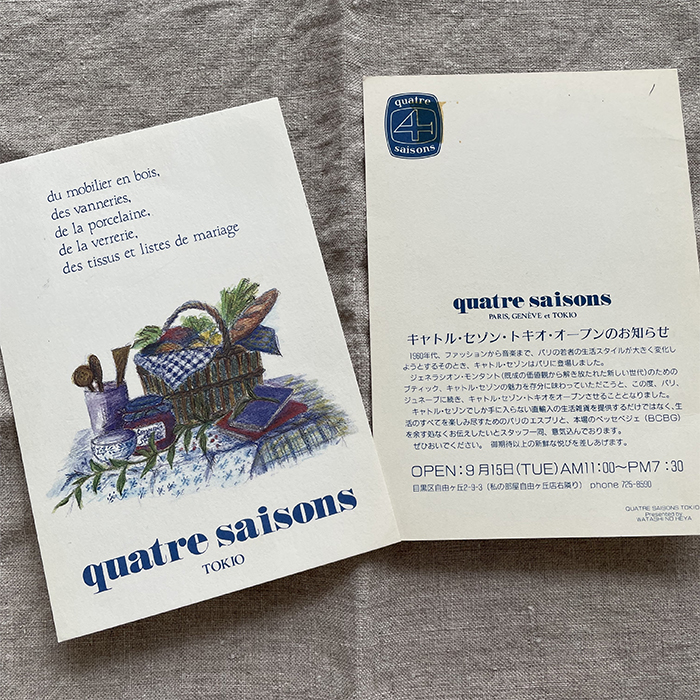 du mobilier en bois,
des vanneries,
de la porcelaine,
de la verrerie,
des tissus et listes de mariage
quatre saisons
TOKIO
quatre
4
saisons
quatre saisons
PARIS, GENÈVE et TOKIO
キャトル・セゾン・トキオ・オープンのお知らせ
1960年代、ファッションから音楽まで、パリの若者の生活スタイルが大きく変化し
ようとするそのとき、キャトル・セゾンはパリに登場しました。
ジェネラシオン・モンタント(既成の価値観から解き放たれた新しい世代)のための
ブティック、キャトル・セゾンの魅力を存分に味わっていただこうと、この度、パリ、
ジュネーブに続き、キャトル・セゾン・トキオをオープンさせることとなりました。
キャトル・セゾンでしか手に入らない直輸入の生活雑貨を提供するだけではなく、生
活のすべてを楽しみ尽すためのパリのエスプリと、本場のベッセベジェ(BCBG)
を余す処なくお伝えしたいとスタッフ一同、意気込んでおります。
ぜひおいでください。御期待以上の新鮮な悦びを差しあげます。
OPEN:9月15日(TUE)AM11:00〜PM7:30
目黒区自由ヶ丘2-9-3(私の部屋自由ヶ丘店右隣り) phone 725-8590
QUATRE SAISONS TOKIO
Presented by
WATASHI NO HEYA